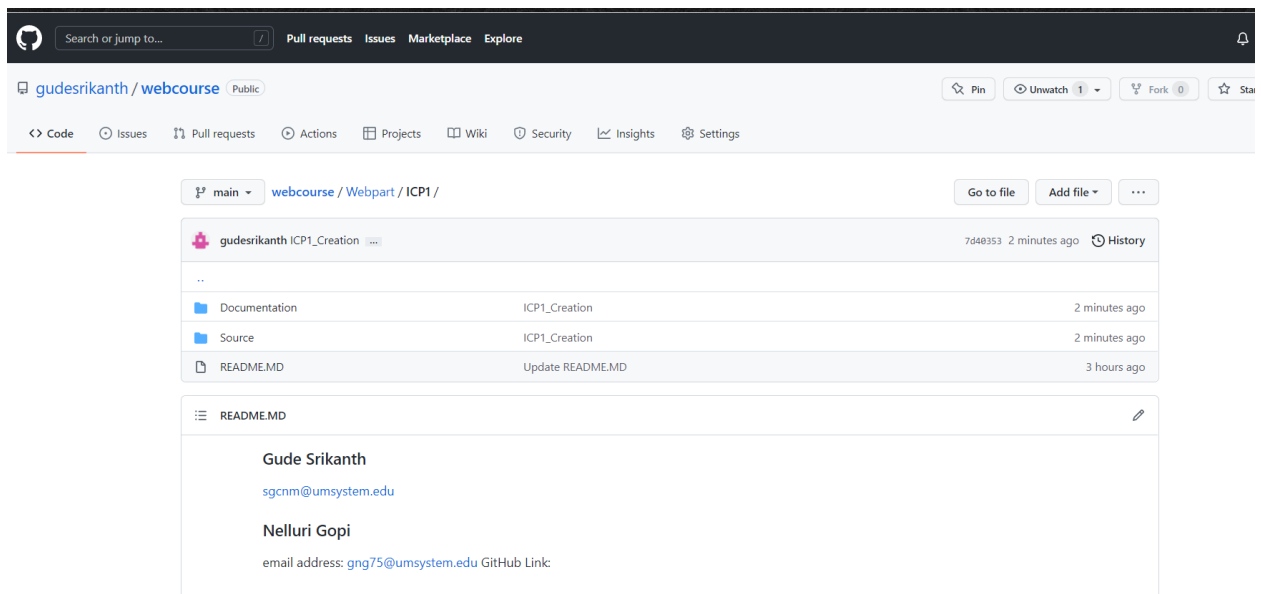 Search or jump to... / Pull requests Issues Marketplace Explore
gudesrikanth / webcourse Public Pin Unwatch 1 Fork 0 Sta
Code Issues Pull requests Actions Projects Wiki Security Insights Settings
main webcourse / Webpart / ICP1 / Go to file Add file ...
gudesrikanth ICP1_Creation ... 7d40353 2 minutes ago History
..
Documentation ICP1_Creation 2 minutes ago
Source ICP1_Creation 2 minutes ago
README.MD Update README.MD 3 hours ago
README.MD
Gude Srikanth
sgcnm@umsystem.edu
Nelluri Gopi
email address: gng75@umsystem.edu GitHub Link: